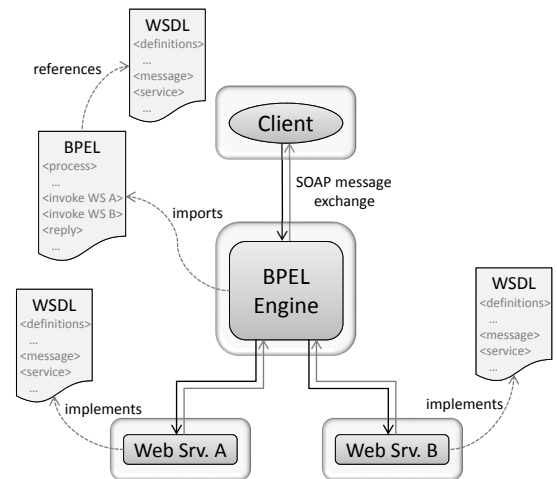 WSDL
<definitions>
...
<message>
<service>
...
references
BPEL
<process>
...
<invoke WS A>
<invoke WS B>
<reply>
...
Client
SOAP message
exchange
imports
BPEL
Engine
WSDL
<definitions>
...
<message>
<service>
...
implements
WSDL
<definitions>
...
<message>
<service>
...
implements
Web Srv. A
Web Srv. B